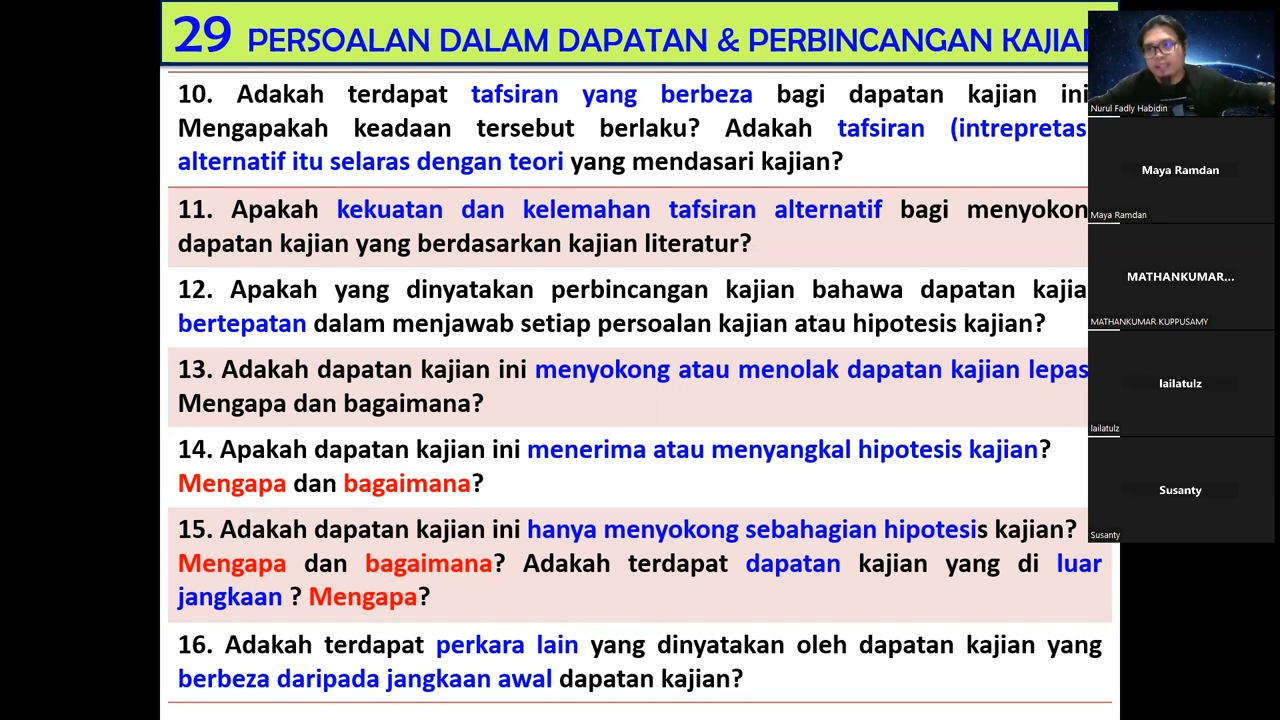 29 PERSOALAN DALAM DAPATAN & PERBINCANGAN KAJIA
10. Adakah terdapat tafsiran yang berbeza bagi dapatan kajian ini
Mengapakah keadaan tersebut berlaku? Adakah tafsiran (intrepretas
alternatif itu selaras dengan teori yang mendasari kajian?
11. Apakah kekuatan dan kelemahan tafsiran alternatif bagi menyokon
dapatan kajian yang berdasarkan kajian literatur?
12. Apakah yang dinyatakan perbincangan kajian bahawa dapatan kajia
bertepatan dalam menjawab setiap persoalan kajian atau hipotesis kajian?
13. Adakah dapatan kajian ini menyokong atau menolak dapatan kajian lepas
Mengapa dan bagaimana?
14. Apakah dapatan kajian ini menerima atau menyangkal hipotesis kajian?
Mengapa dan bagaimana?
15. Adakah dapatan kajian ini hanya menyokong sebahagian hipotesis kajian?
Mengapa dan bagaimana? Adakah terdapat dapatan kajian yang di luar
jangkaan ? Mengapa?
16. Adakah terdapat perkara lain yang dinyatakan oleh dapatan kajian yang
berbeza daripada jangkaan awal dapatan kajian?
Nurul Fadly Habidin
Maya Ramdan
Maya Ramdan
MATHANKUMAR...
MATHANKUMAR KUPPUSAMY
lailatulz
lailatulz
Susanty
Susanty